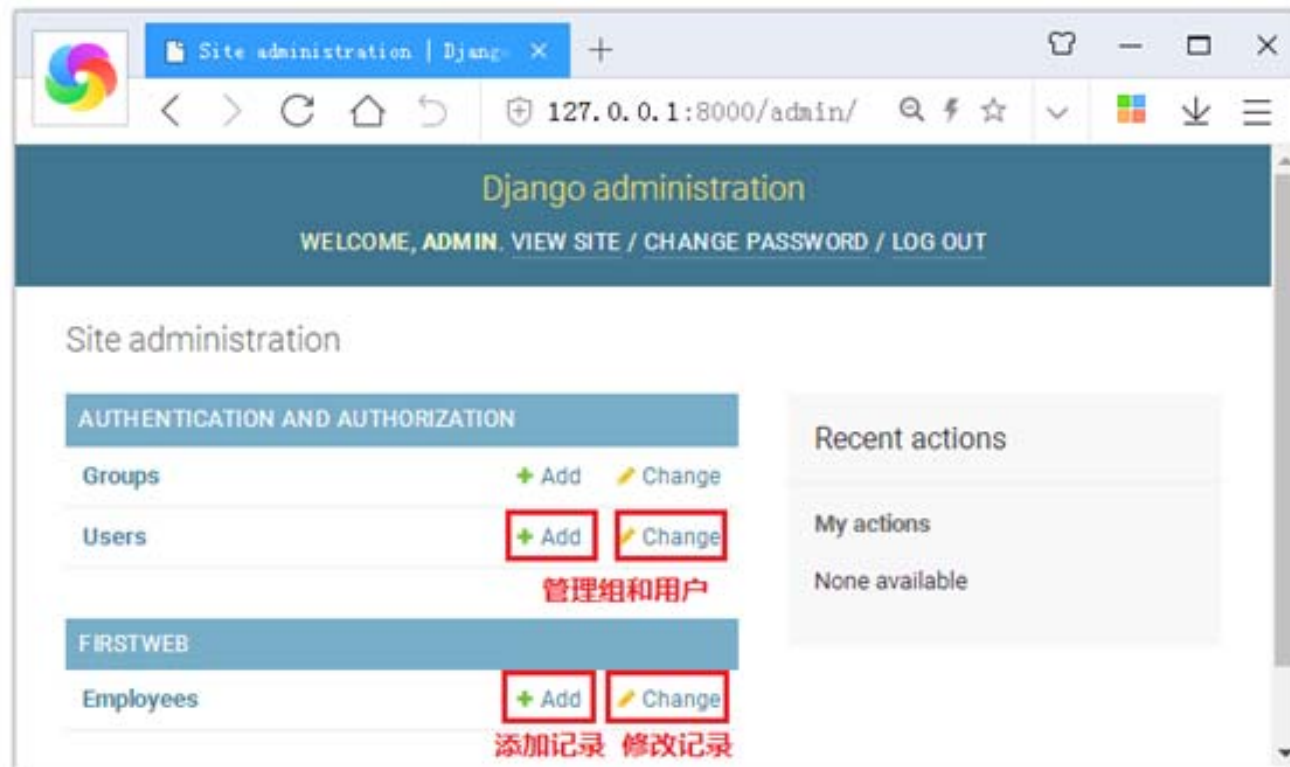 Site administration | Djang
127.0.0.1:8000/admin/
Django administration
WELCOME, ADMIN. VIEW SITE / CHANGE PASSWORD / LOG OUT
Site administration
AUTHENTICATION AND AUTHORIZATION
Groups Add Change
Users Add Change
管理组和用户
FIRSTWEB
Employees Add Change
添加记录 修改记录
Recent actions
My actions
None available